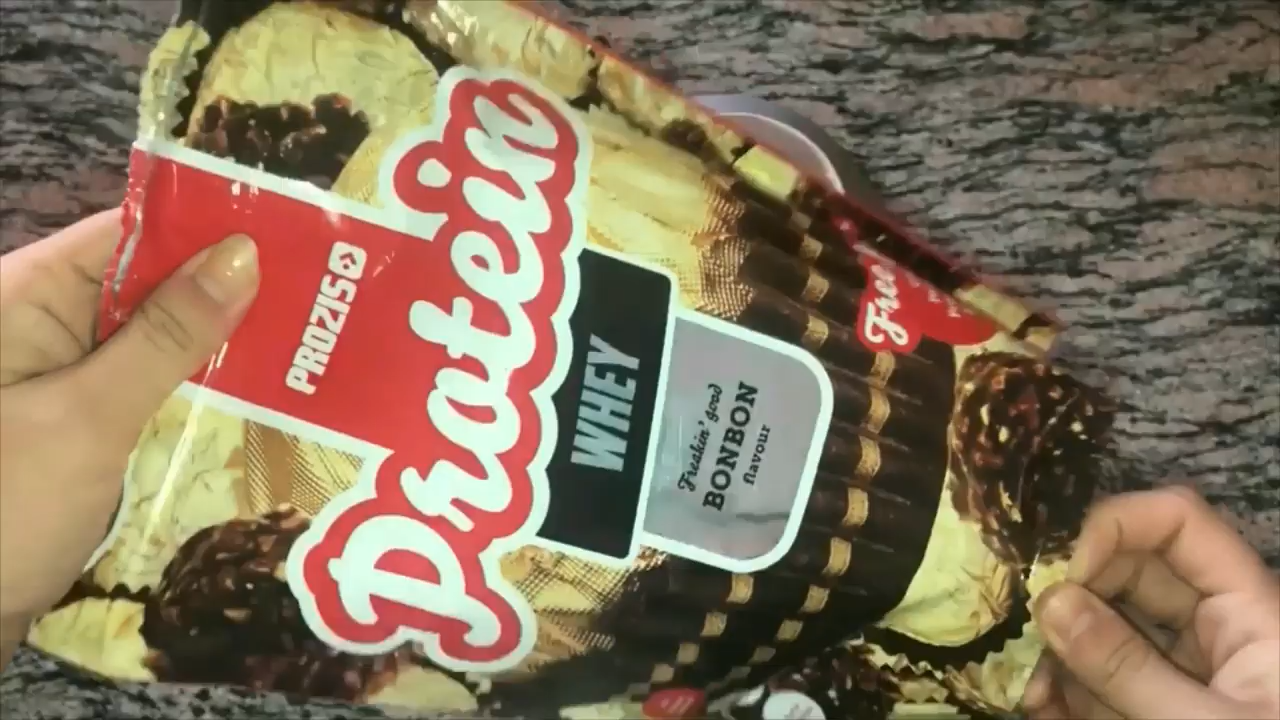 PROZIS
Protein
WHEY
Freakin' good
BONBON
flavour
Free